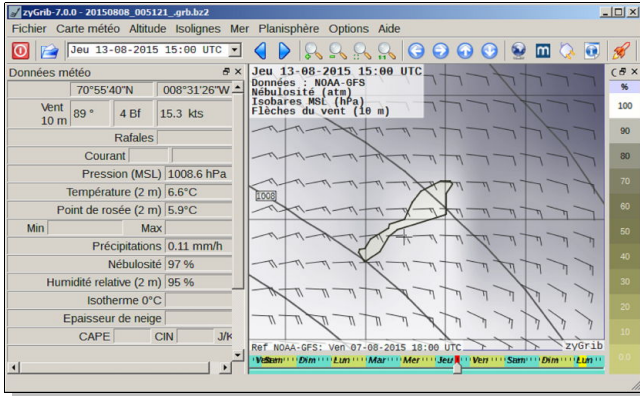 zyGrib-7.0.0 - 20150808_005121_.grb.bz2
Fichier Carte météo Altitude Isolignes Mer Planisphère Options Aide
Jeu 13-08-2015 15:00 UTC
Données météo
70°55'40"N 008°31'26"W
Vent 10 m 89 ° 4 Bf 15.3 kts
Rafales
Courant
Pression (MSL) 1008.6 hPa
Température (2 m) 6.6°C
Point de rosée (2 m) 5.9°C
Min Max
Précipitations 0.11 mm/h
Nébulosité 97 %
Humidité relative (2 m) 95 %
Isotherme 0°C
Epaisseur de neige
CAPE CIN J/K
Jeu 13-08-2015 15:00 UTC
Données : NOAA-GFS
Nébulosité (atm)
Isobares MSL (hPa)
Flèches du vent (10 m)
1008
Ref NOAA-GFS: Ven 07-08-2015 18:00 UTC
zyGrib
Sam Dim Lun Mar Mer Jeu Ven Sam Dim Lun
%
100
90
80
70
60
50
40
30
20
10
0.0